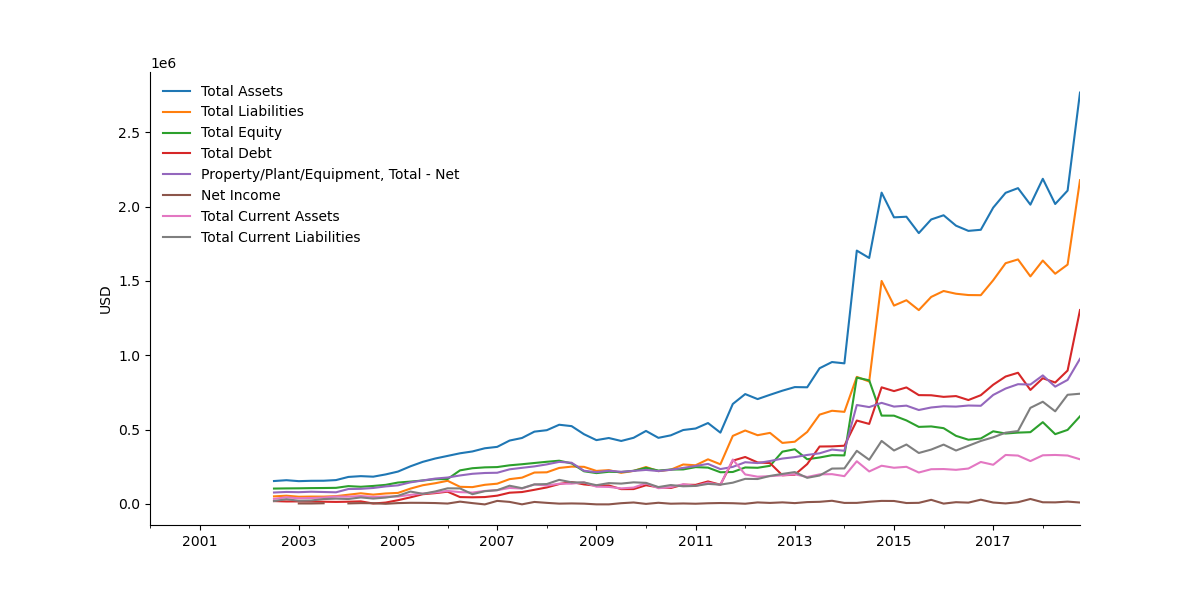 1e6
Total Assets
Total Liabilities
Total Equity
Total Debt
Property/Plant/Equipment, Total - Net
Net Income
Total Current Assets
Total Current Liabilities
USD
2.5
2.0
1.5
1.0
0.5
0.0
2001 2003 2005 2007 2009 2011 2013 2015 2017